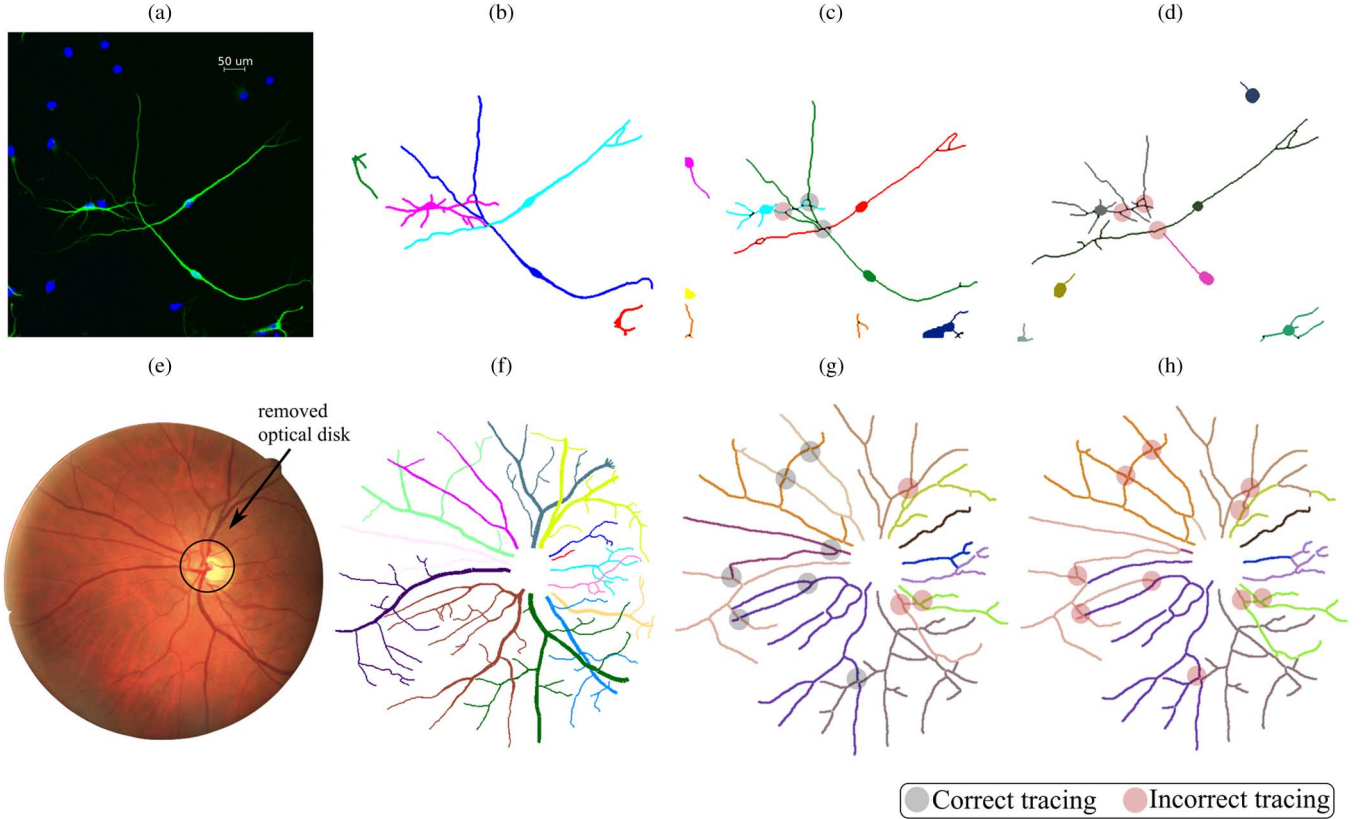 (a)
(b)
(c)
(d)
50 um
(e)
(f)
(g)
(h)
removed
optical disk
Correct tracing
Incorrect tracing